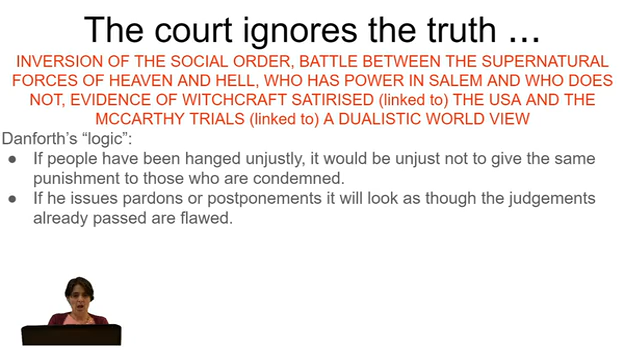 The court ignores the truth …
INVERSION OF THE SOCIAL ORDER, BATTLE BETWEEN THE SUPERNATURAL
FORCES OF HEAVEN AND HELL, WHO HAS POWER IN SALEM AND WHO DOES
NOT, EVIDENCE OF WITCHCRAFT SATIRISED (linked to) THE USA AND THE
MCCARTHY TRIALS (linked to) A DUALISTIC WORLD VIEW
Danforth's “logic”:
● If people have been hanged unjustly, it would be unjust not to give the same
punishment to those who are condemned.
● If he issues pardons or postponements it will look as though the judgements
already passed are flawed.